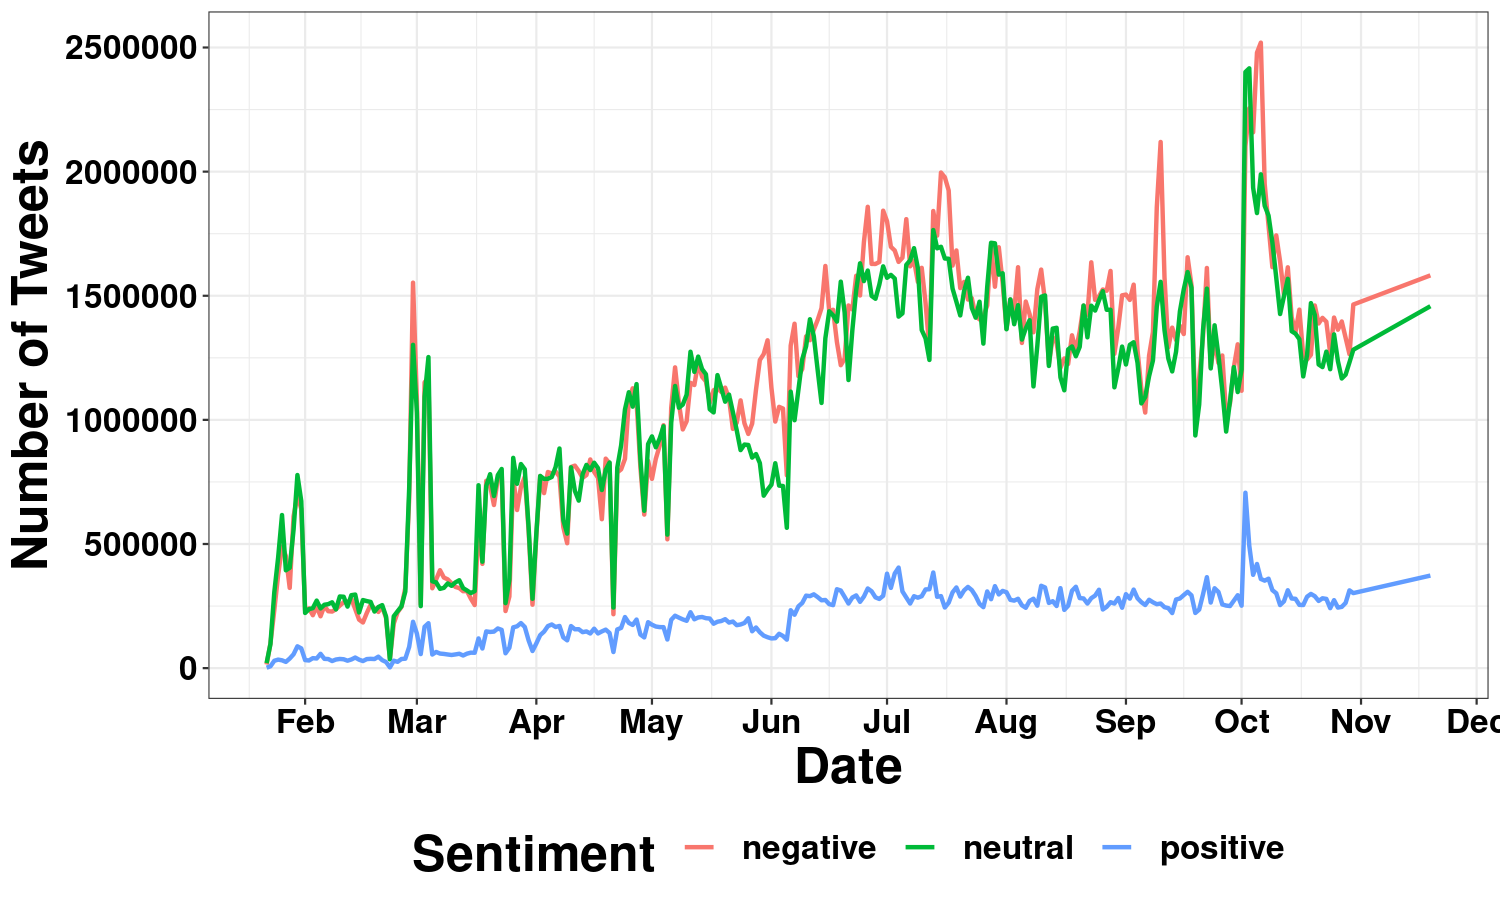 Number of Tweets
2500000
2000000
1500000
1000000
500000
0
Feb Mar Apr May Jun Jul Aug Sep Oct Nov Dec
Date
Sentiment negative neutral positive